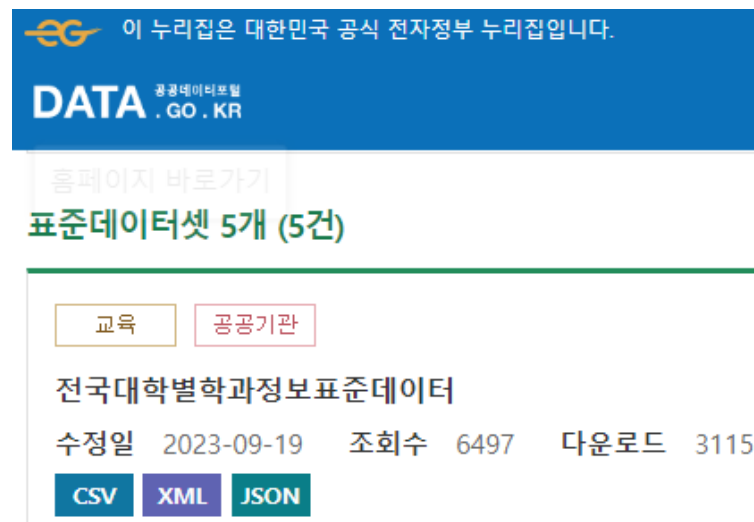 이 누리집은 대한민국 공식 전자정부 누리집입니다.
DATA 공공데이터포털 .GO.KR
홈페이지 바로가기
표준데이터셋 5개 (5건)
교육 공공기관
전국대학별학과정보표준데이터
수정일 2023-09-19 조회수 6497 다운로드 3115
CSV XML JSON